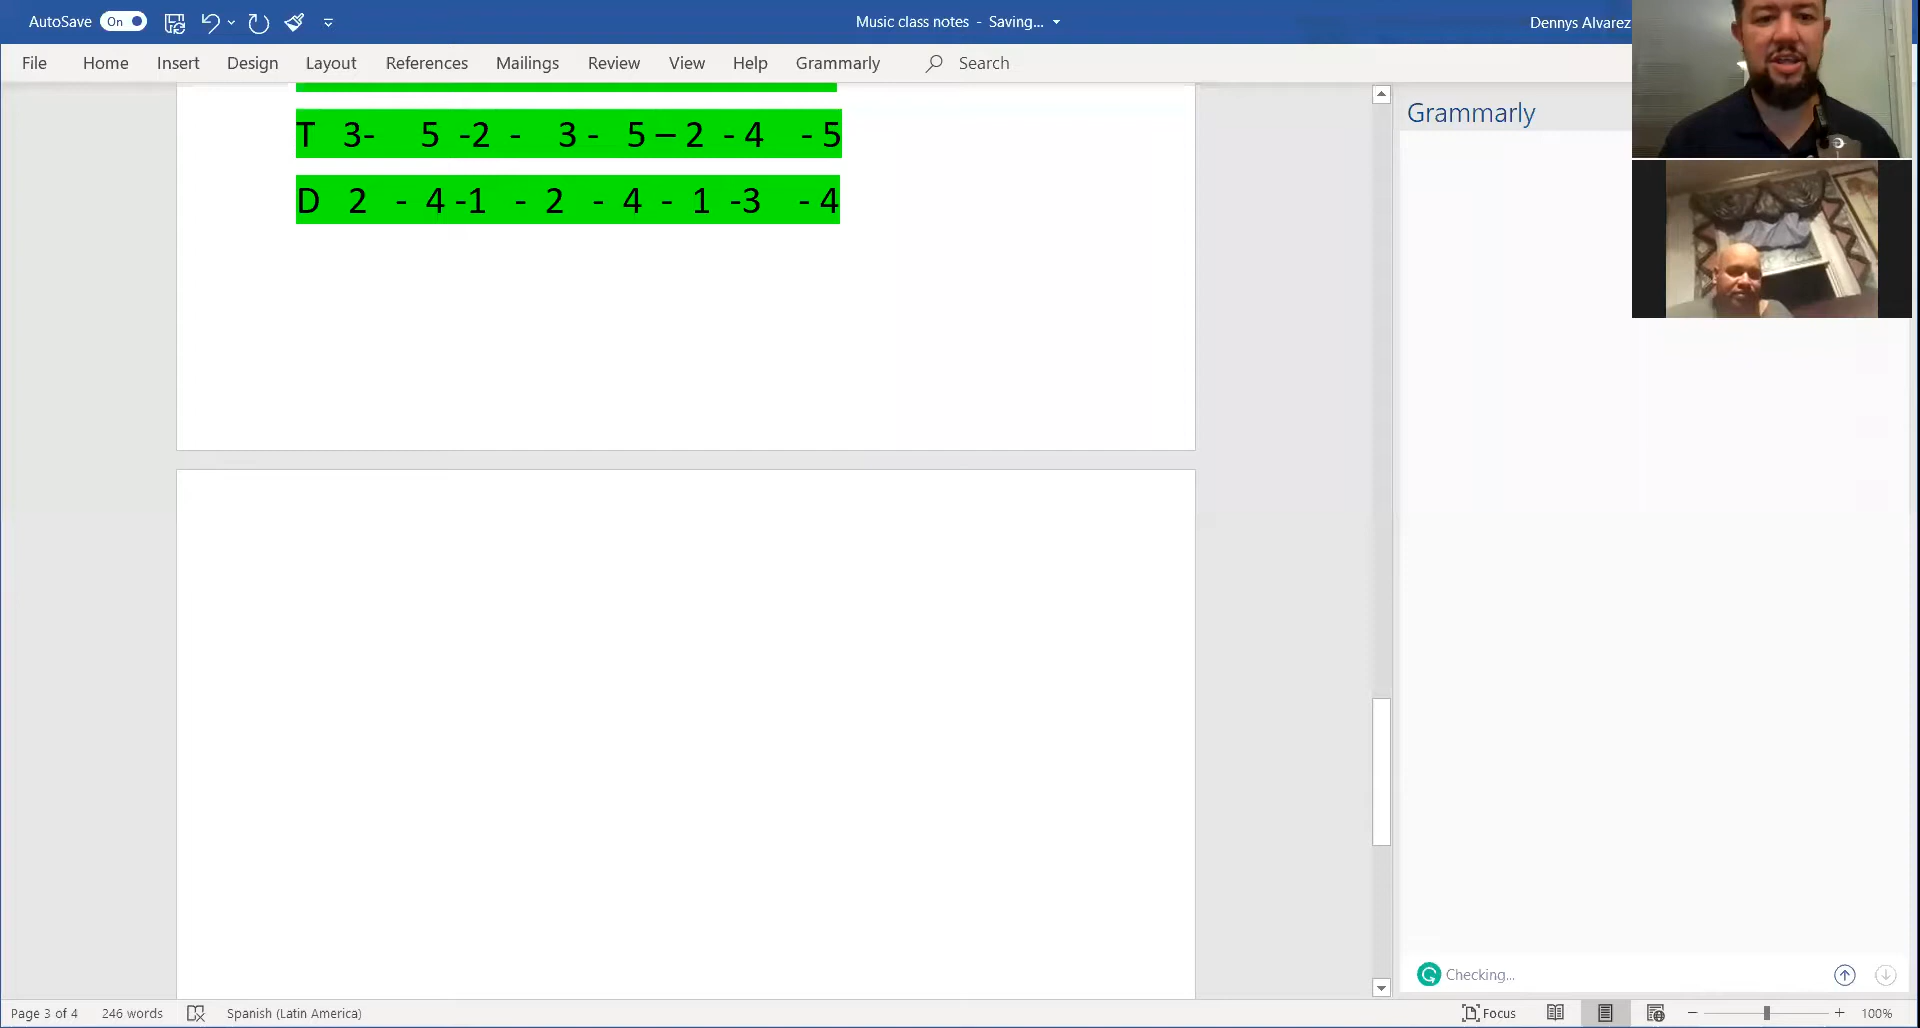 AutoSave On Music class notes - Saving... Dennys Alvarez
File Home Insert Design Layout References Mailings Review View Help Grammarly Search
Grammarly
T 3- 5 -2 - 3 - 5 – 2 - 4 - 5
D 2 - 4 -1 - 2 - 4 - 1 -3 - 4
Checking...
Page 3 of 4 246 words Spanish (Latin America) Focus 100%